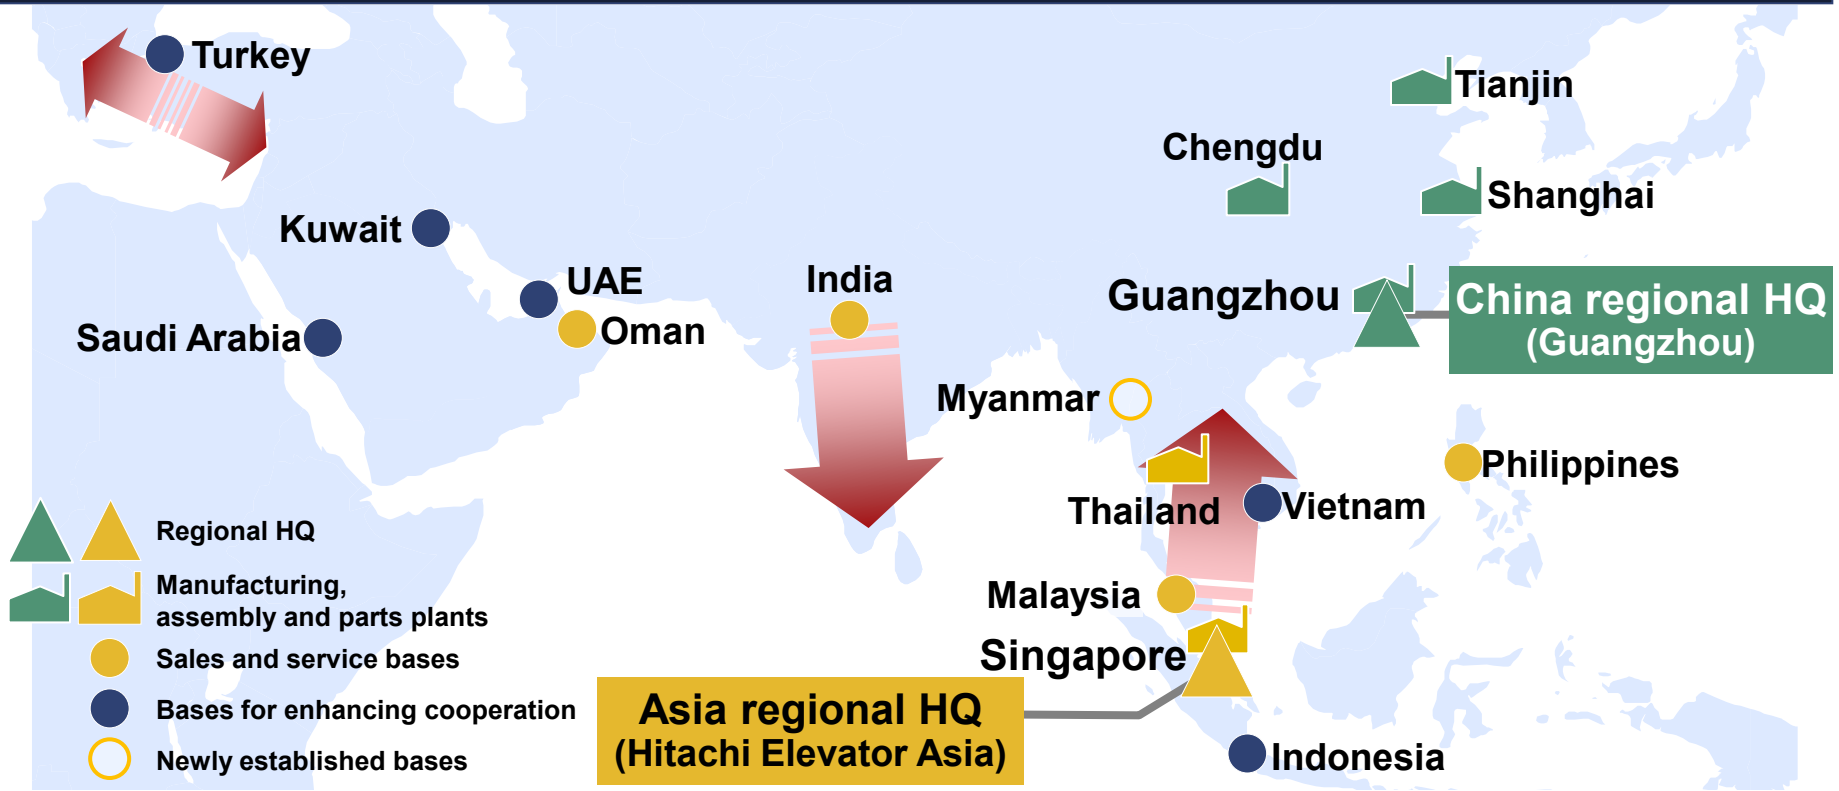 Turkey
Tianjin
Chengdu
Shanghai
Kuwait
UAE
India
Guangzhou
China regional HQ
(Guangzhou)
Oman
Saudi Arabia
Myanmar
Philippines
Thailand
Vietnam
Regional HQ
Manufacturing,
assembly and parts plants
Malaysia
Singapore
Sales and service bases
Bases for enhancing cooperation
Asia regional HQ
(Hitachi Elevator Asia)
Newly established bases
Indonesia